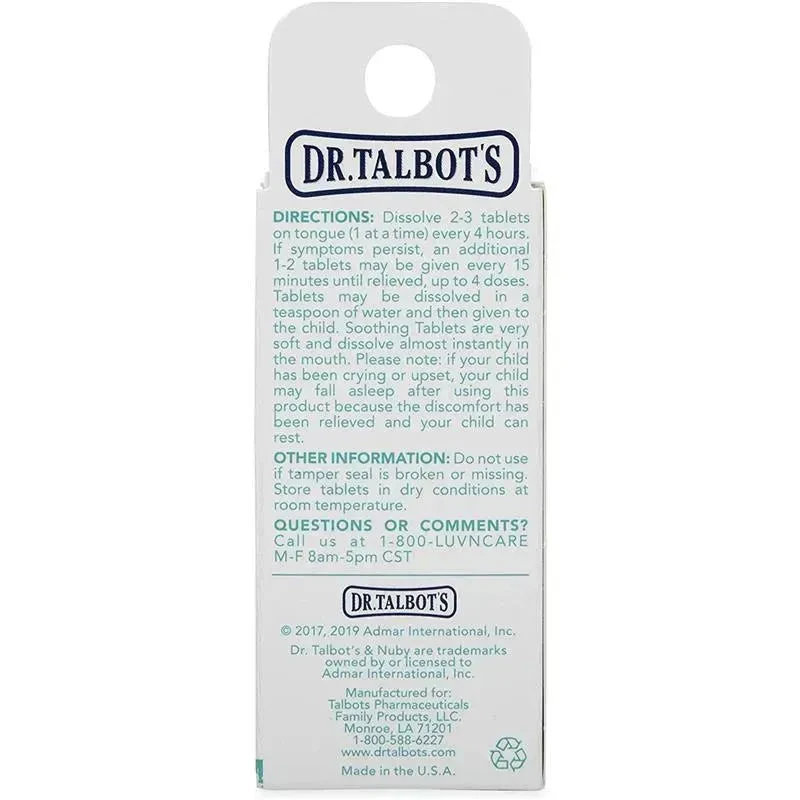 DR.TALBOT'S
DIRECTIONS: Dissolve 2-3 tablets
on tongue (1 at a time) every 4 hours.
If symptoms persist, an additional
1-2 tablets may be given every 15
minutes until relieved, up to 4 doses.
Tablets may be dissolved in a
teaspoon of water and then given to
the child. Soothing Tablets are very
soft and dissolve almost instantly in
the mouth. Please note: if your child
has been crying or upset, your child
may fall asleep after using this
product because the discomfort has
been relieved and your child can
rest.
OTHER INFORMATION: Do not use
if tamper seal is broken or missing.
Store tablets in dry conditions at
room temperature.
QUESTIONS OR COMMENTS?
Call us at 1-800-LUVNCARE
M-F 8am-5pm CST
DR.TALBOT'S
© 2017, 2019 Admar International, Inc.
Dr. Talbot's & Nuby are trademarks
owned by or licensed to
Admar International, Inc.
Manufactured for:
Talbots Pharmaceuticals
Family Products, LLC.
Monroe, LA 71201
1-800-588-6227
www.drtalbots.com
Made in the U.S.A.